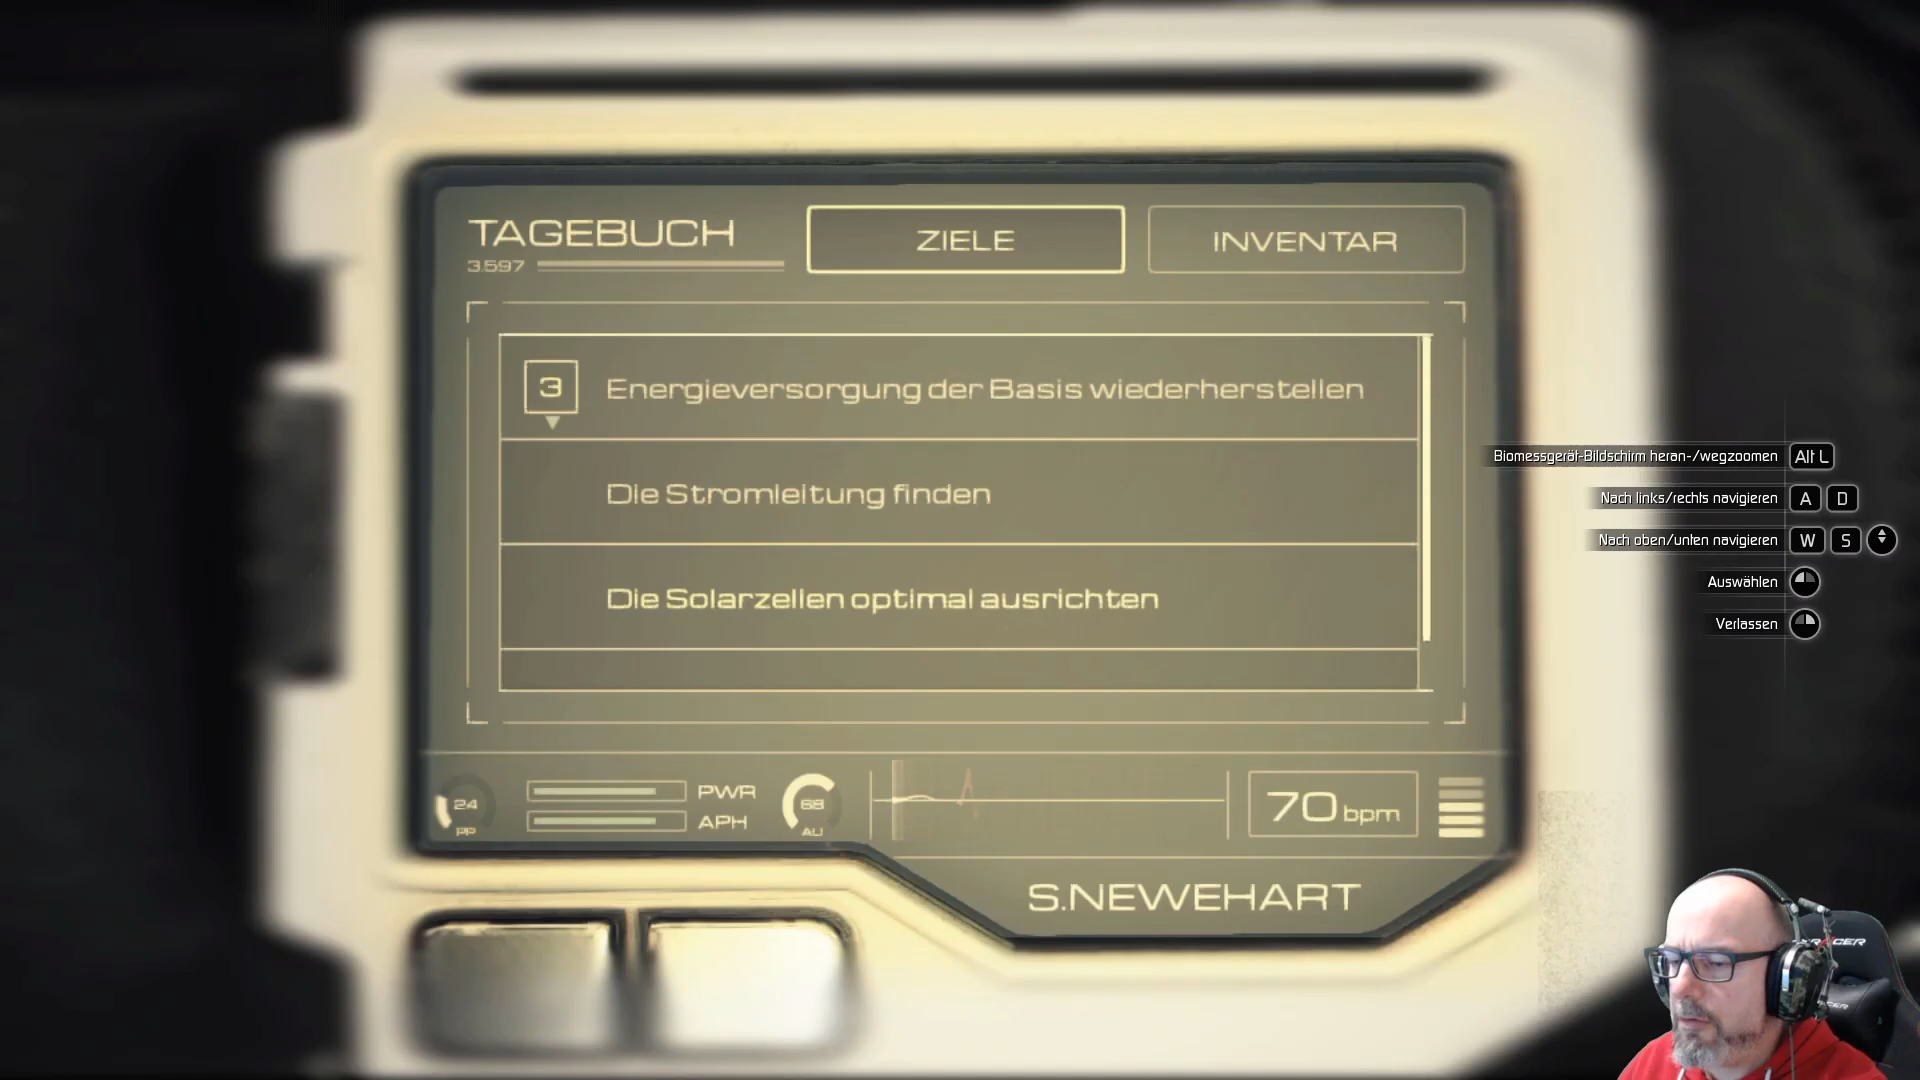 TAGEBUCH
3.597
ZIELE
INVENTAR
3
Energieversorgung der Basis wiederherstellen
Die Stromleitung finden
Die Solarzellen optimal ausrichten
Biomessgerät-Bildschirm heran-/wegzoomen Alt L
Nach links/rechts navigieren A D
Nach oben/unten navigieren W S
Auswählen
Verlassen
24
PP
PWR
APH
68
AU
70 bpm
S.NEWEHART